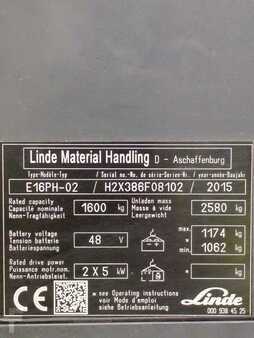 Linde Material Handling D - Aschaffenburg
Type-Modèle-Typ / Serial no.-No. de série-Serien-Nr. / year-année-Baujahr
E16PH-02 / H2X386F08102 / 2015
Rated capacity
Capacité nominale
Nenn-Tragfähigkeit
1600 kg
Unladen mass
Masse à vide
Leergewicht
2580 kg
Battery voltage
Tension batterie
Batteriespannung
48 V
max. 1174 kg
min. 1062 kg
Rated drive power
Puissance motr.nom.
Nenn-Antriebsleist.
2 X 5 kW
* kg
CE
* see Operating instructions
voir Mode d'emploi
siehe Betriebsanleitung
Linde
000 938 45 25